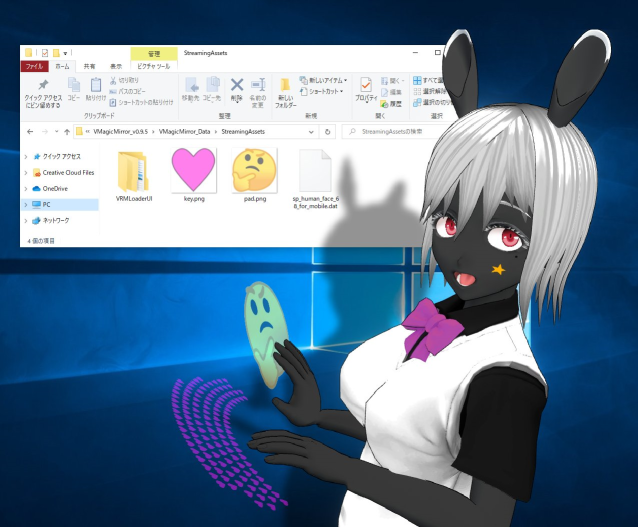 管理
StreamingAssets
ファイル ホーム 共有 表示 ピクチャ ツール
クイック アクセス
にピン留めする
コピー
貼り付け
切り取り
パスのコピー
ショートカットの貼り付け
クリップボード
移動先
コピー先
削除
名前の
変更
整理
新しい
フォルダー
新しいアイテム
ショートカット
新規
プロパティ
開く
編集
履歴
開く
すべて選
選択解除
選択の切り
選択
« VMagicMirror_v0.9.5 > VMagicMirror_Data > StreamingAssets
StreamingAssetsの検索
クイック アクセス
Creative Cloud Files
OneDrive
PC
ネットワーク
VRMLoaderUI
key.png
pad.png
sp_human_face_6
8_for_mobile.dat
4 個の項目